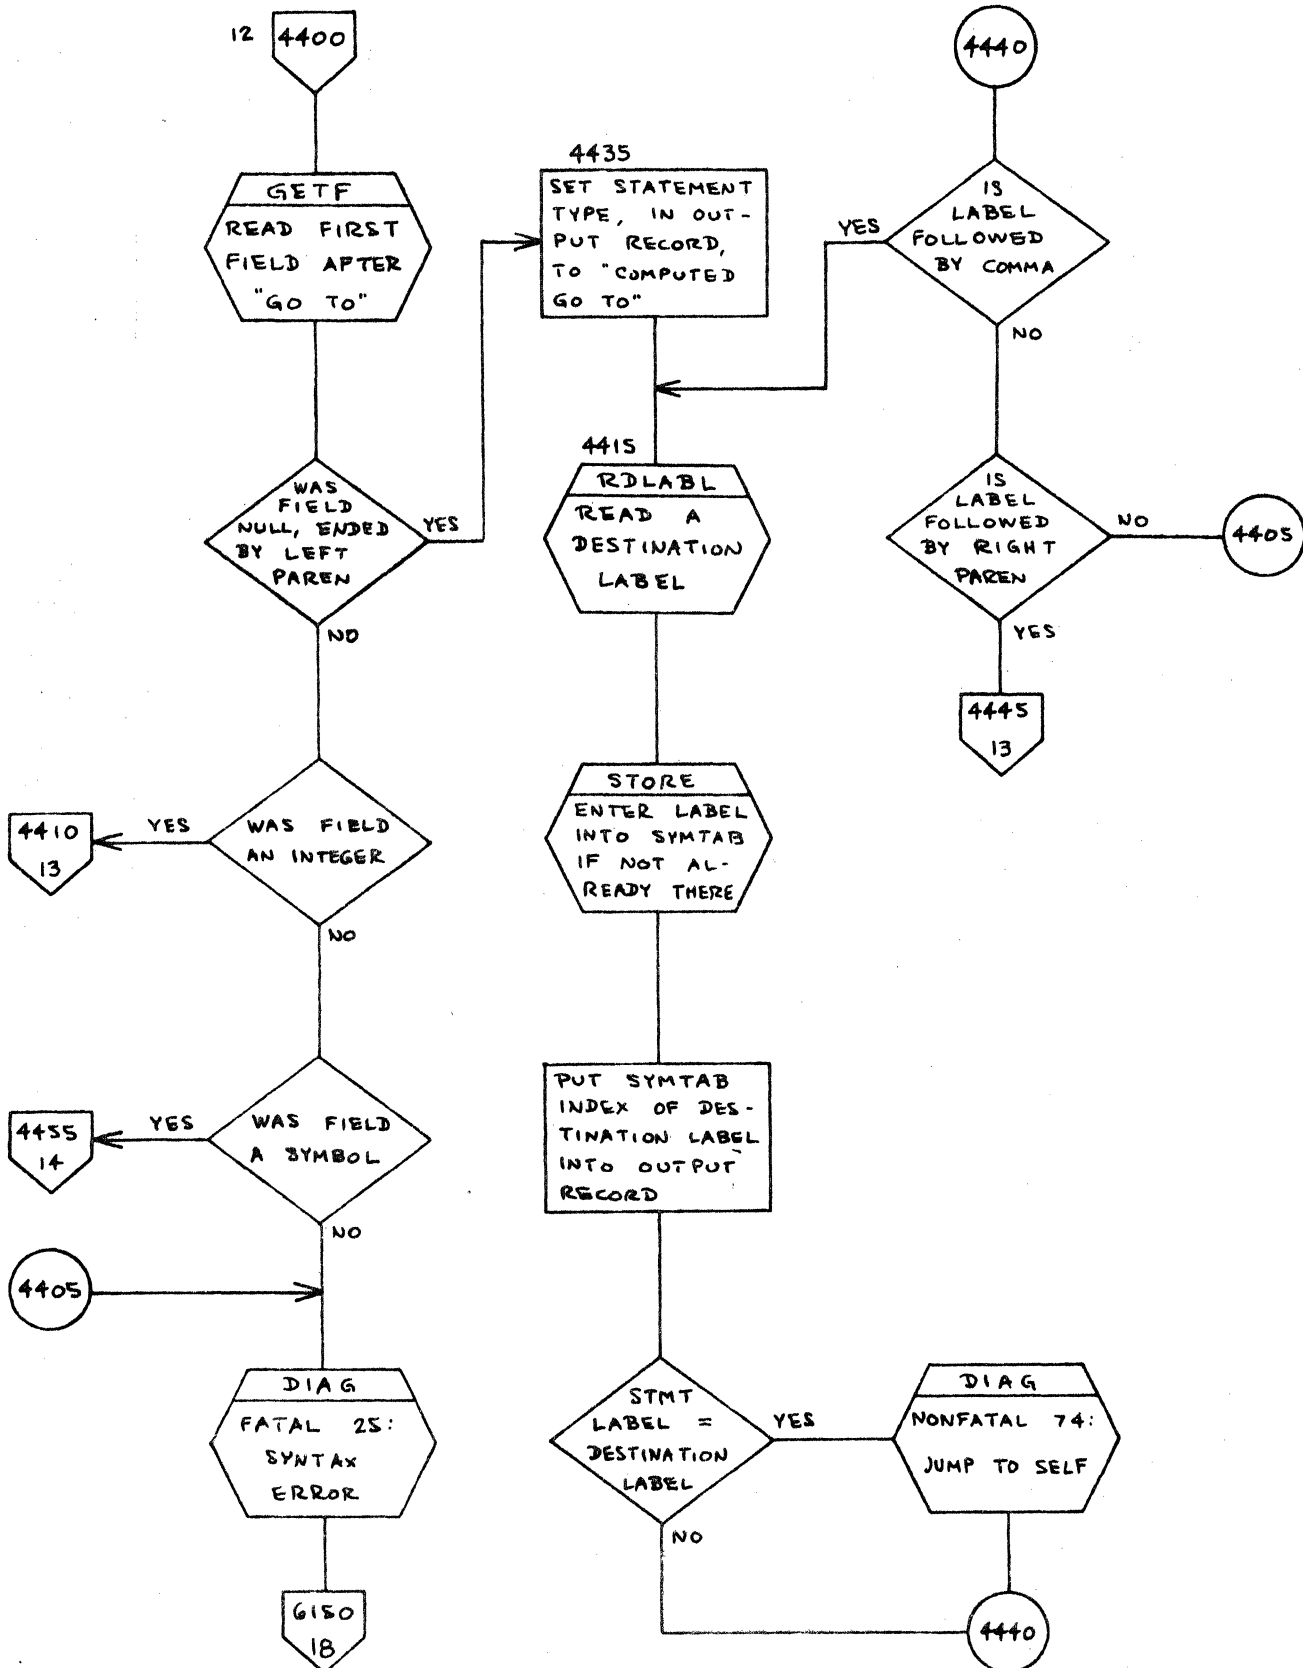 12
4400
GETF
READ FIRST
FIELD AFTER
"GO TO"
WAS
FIELD
NULL, ENDED
BY LEFT
PAREN
YES
NO
WAS FIELD
AN INTEGER
YES
4410
13
NO
WAS FIELD
A SYMBOL
YES
4455
14
NO
4405
DIAG
FATAL 25:
SYNTAX
ERROR
6150
18
4435
SET STATEMENT
TYPE, IN OUT-
PUT RECORD,
TO "COMPUTED
GO TO"
4415
RDLABL
READ A
DESTINATION
LABEL
STORE
ENTER LABEL
INTO SYMTAB
IF NOT AL-
READY THERE
PUT SYMTAB
INDEX OF DES-
TINATION LABEL
INTO OUTPUT
RECORD
STMT
LABEL =
DESTINATION
LABEL
YES
NO
DIAG
NONFATAL 74:
JUMP TO SELF
4440
4440
IS
LABEL
FOLLOWED
BY COMMA
YES
NO
IS
LABEL
FOLLOWED
BY RIGHT
PAREN
NO
4405
YES
4445
13